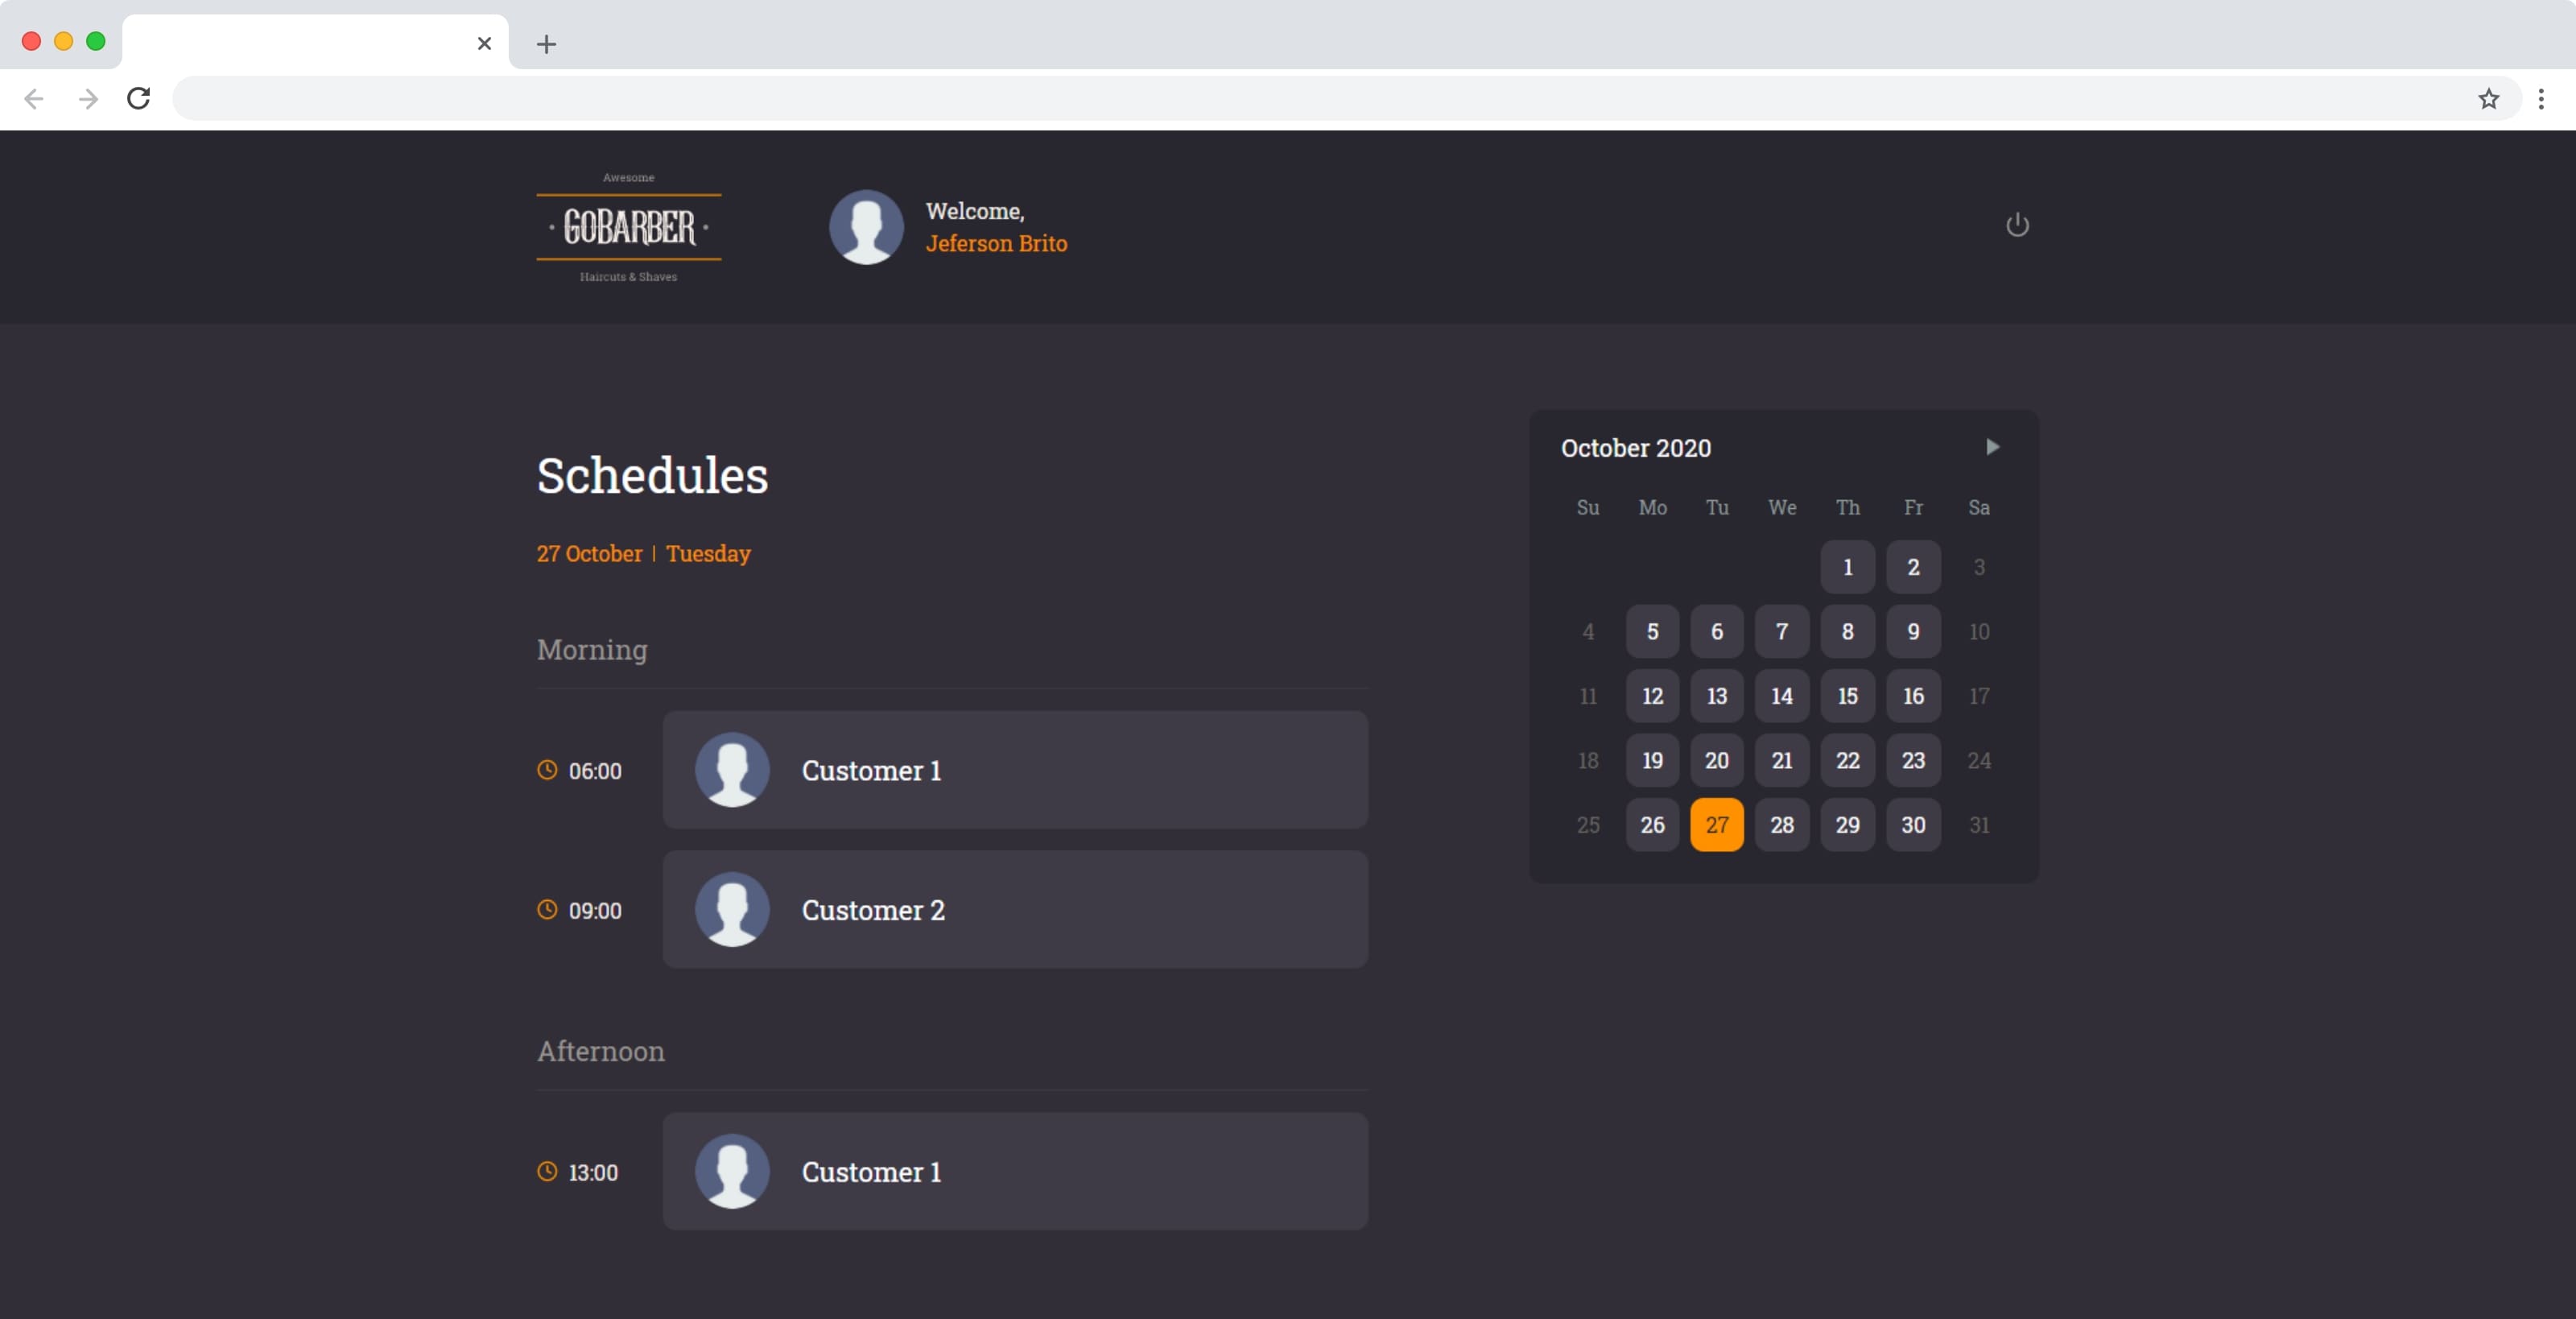 Awesome
· GOBARBER ·
Haircuts & Shaves
Welcome,
Jeferson Brito
Schedules
27 October | Tuesday
Morning
06:00 Customer 1
09:00 Customer 2
Afternoon
13:00 Customer 1
October 2020
Su Mo Tu We Th Fr Sa
1 2 3
4 5 6 7 8 9 10
11 12 13 14 15 16 17
18 19 20 21 22 23 24
25 26 27 28 29 30 31